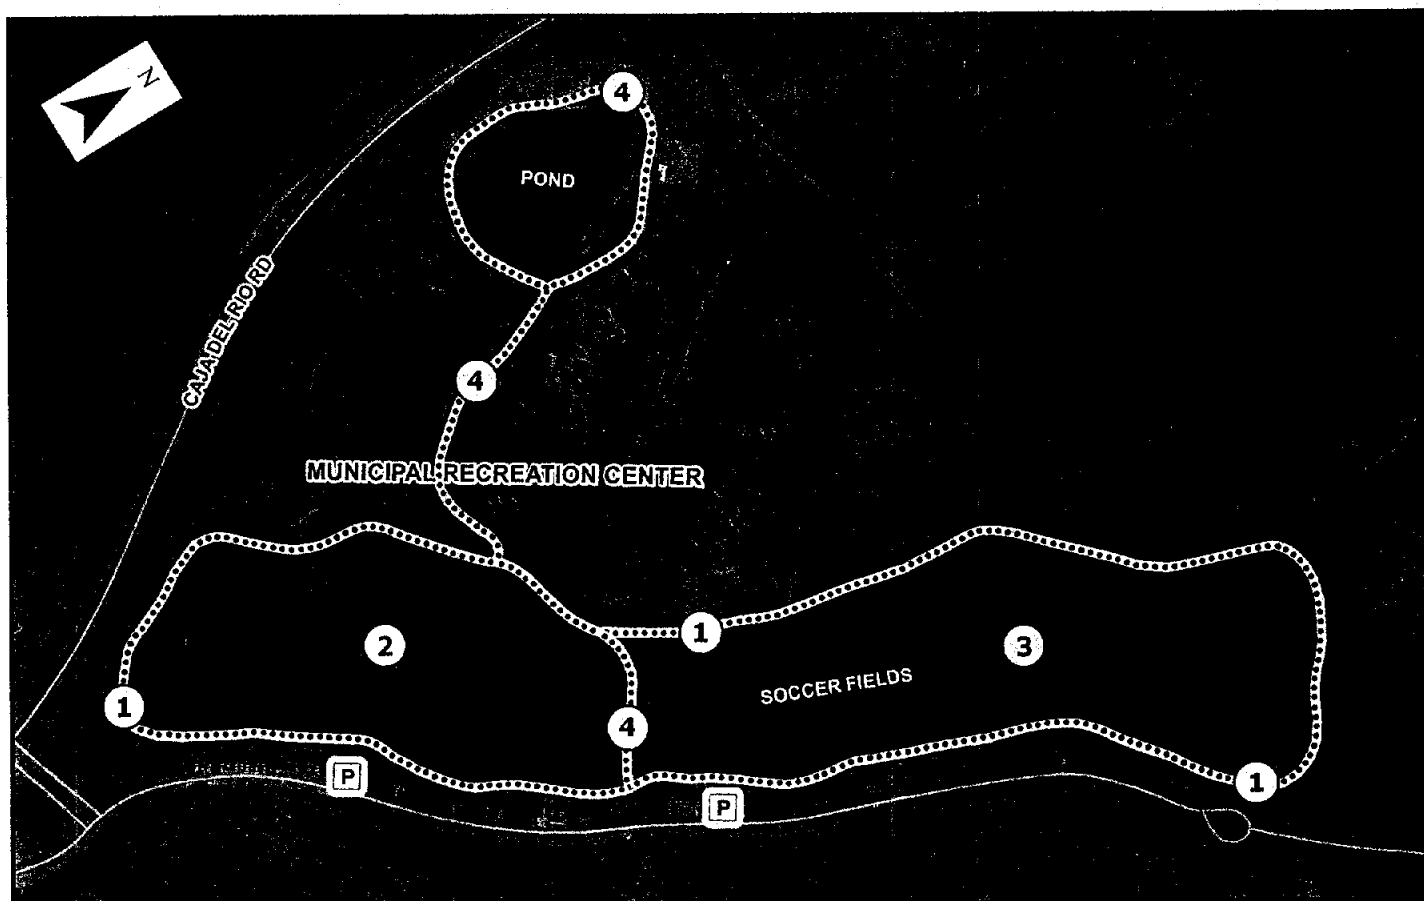 N
4
POND
CAJA DEL RIO RD
4
MUNICIPAL RECREATION CENTER
1
2
3
SOCCER FIELDS
1
4
P
P
1